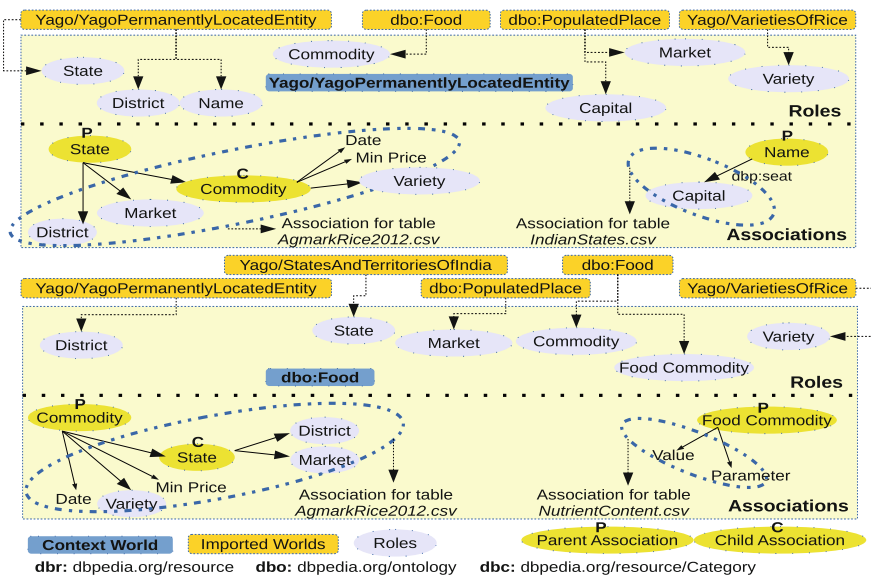 Yago/YagoPermanentlyLocatedEntity
dbo:Food
dbo:PopulatedPlace
Yago/VarietiesOfRice
State
Commodity
Market
Variety
Yago/YagoPermanentlyLocatedEntity
District
Name
Capital
Roles
P
State
Date
Min Price
C
Commodity
Variety
Market
District
Association for table
AgmarkRice2012.csv
P
Name
dbp:seat
Capital
Association for table
IndianStates.csv
Associations
Yago/StatesAndTerritoriesOfIndia
dbo:Food
Yago/YagoPermanentlyLocatedEntity
dbo:PopulatedPlace
Yago/VarietiesOfRice
District
State
Market
Commodity
Variety
Food Commodity
dbo:Food
Roles
P
Commodity
C
State
District
Market
Date
Variety
Min Price
Association for table
AgmarkRice2012.csv
P
Food Commodity
Value
Parameter
Association for table
NutrientContent.csv
Associations
Context World
Imported Worlds
Roles
P
Parent Association
C
Child Association
dbr: dbpedia.org/resource
dbo: dbpedia.org/ontology
dbc: dbpedia.org/resource/Category